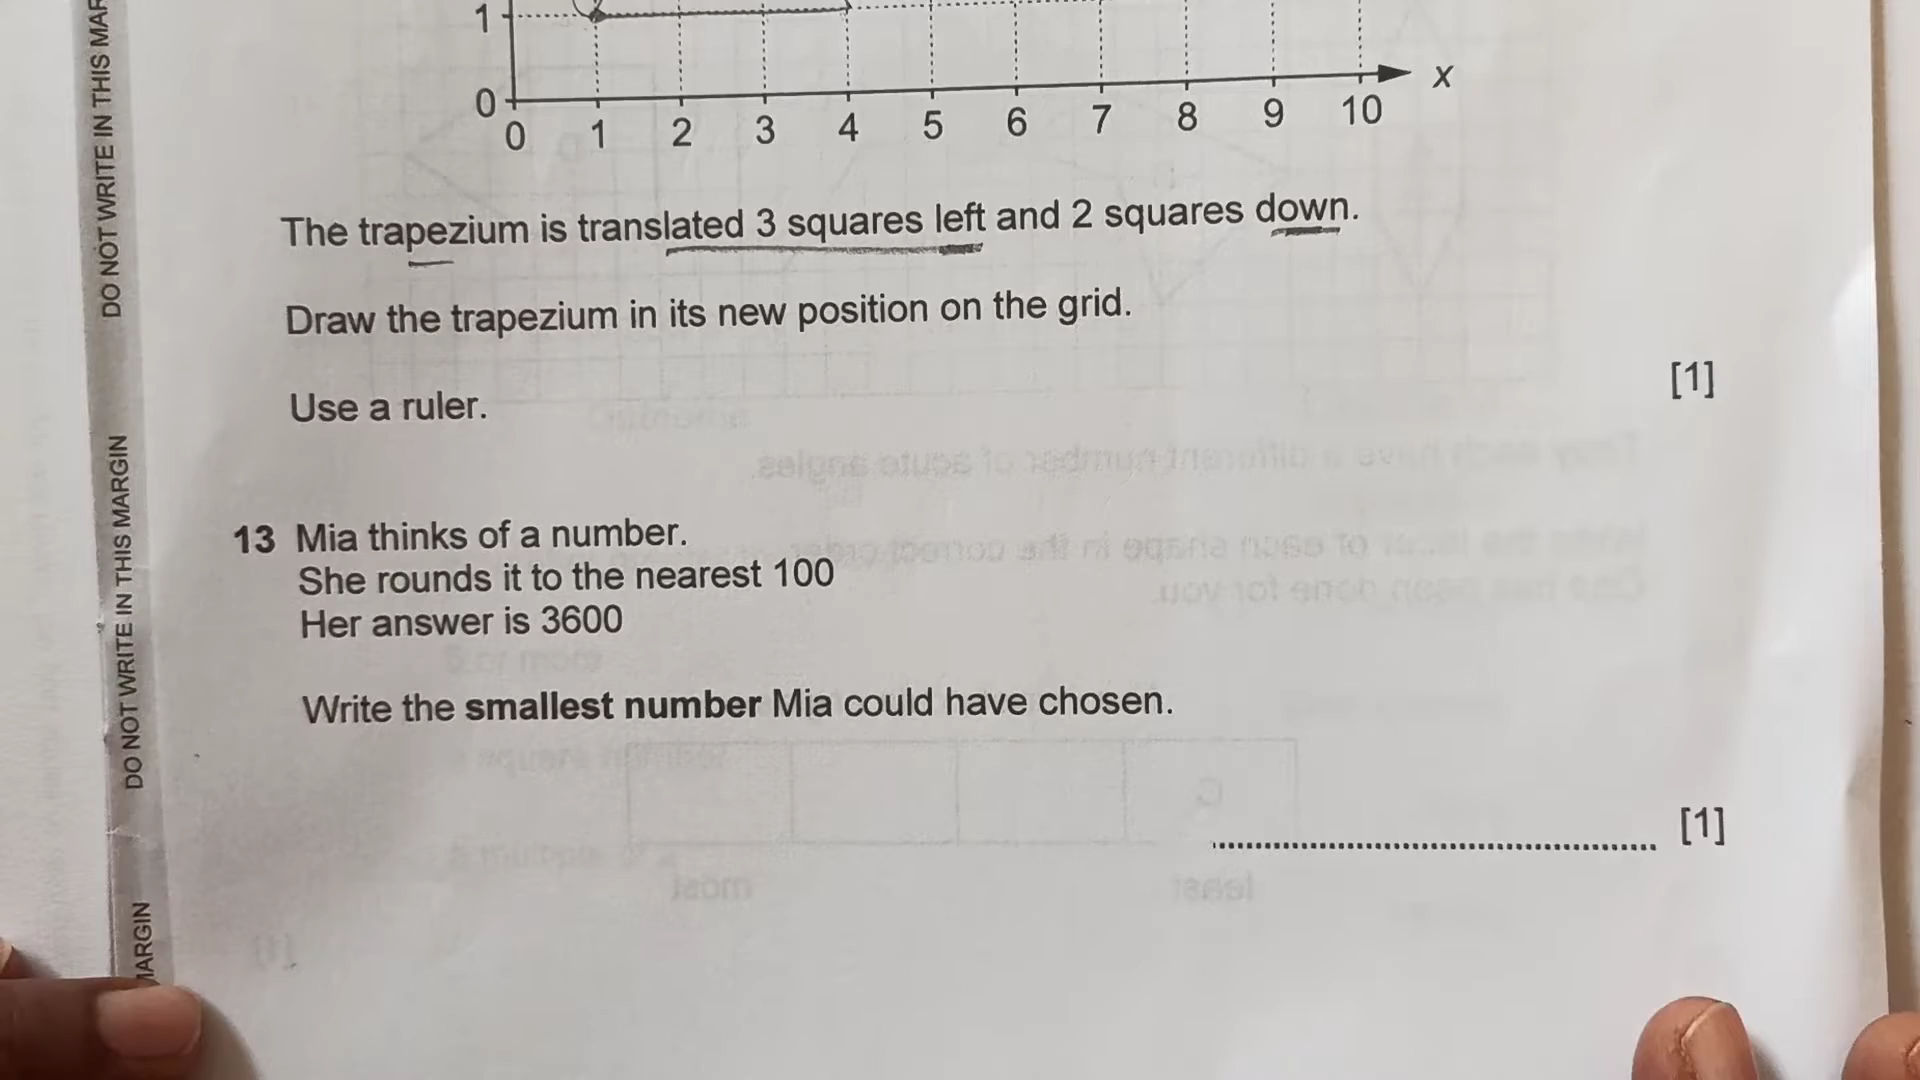 1
0
0 1 2 3 4 5 6 7 8 9 10 x
The trapezium is translated 3 squares left and 2 squares down.
Draw the trapezium in its new position on the grid.
[1]
Use a ruler.
13 Mia thinks of a number.
She rounds it to the nearest 100
Her answer is 3600
Write the smallest number Mia could have chosen.
[1]
DO NOT WRITE IN THIS MAR
DO NOT WRITE IN THIS MARGIN
MARGIN